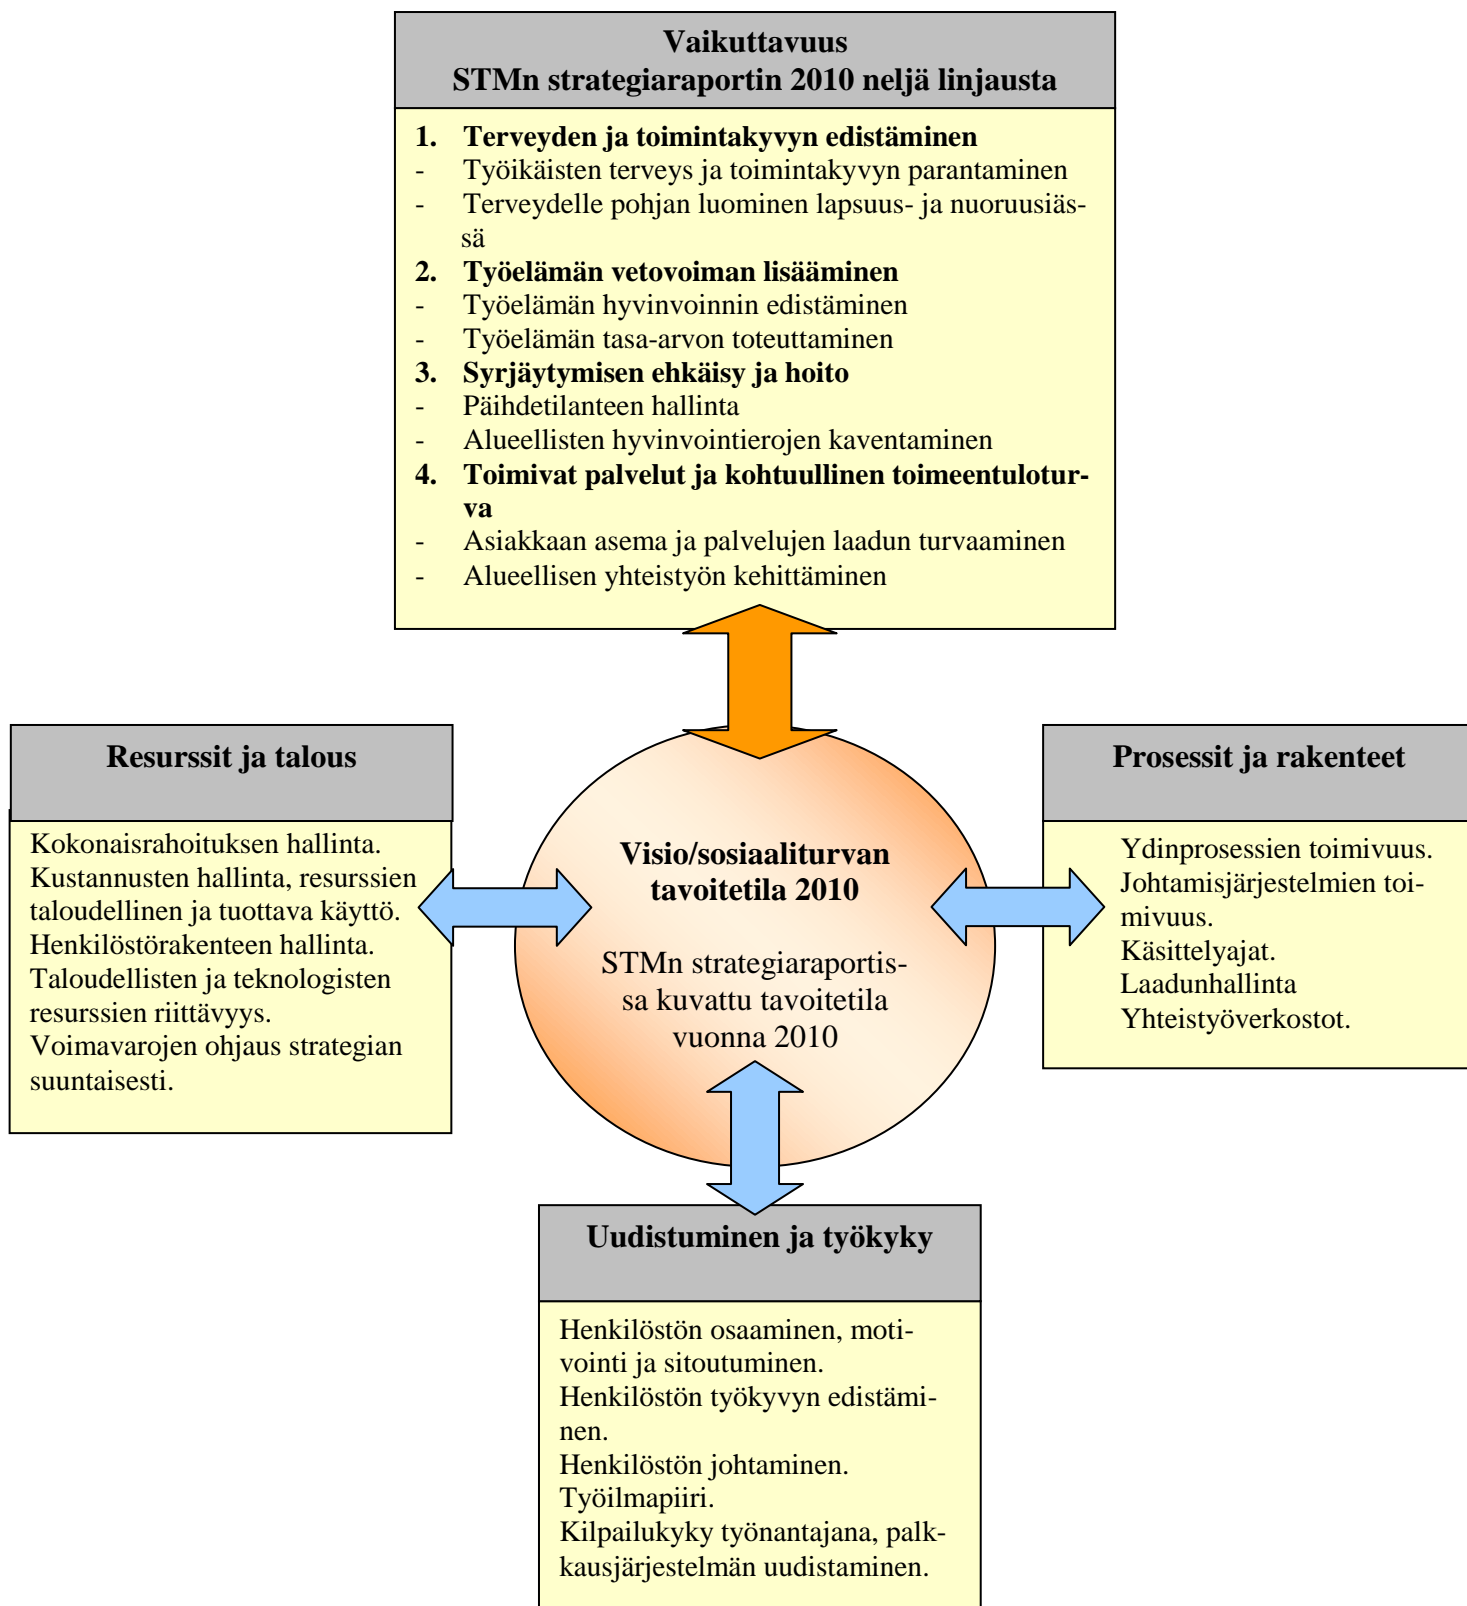 Vaikuttavuus
STMn strategiaraportin 2010 neljä linjausta
1. Terveyden ja toimintakyvyn edistäminen
- Työikäisten terveys ja toimintakyvyn parantaminen
- Terveydelle pohjan luominen lapsuus- ja nuoruusiäs-
sä
2. Työelämän vetovoiman lisääminen
- Työelämän hyvinvoinnin edistäminen
- Työelämän tasa-arvon toteuttaminen
3. Syrjäytymisen ehkäisy ja hoito
- Päihdetilanteen hallinta
- Alueellisten hyvinvointierojen kaventaminen
4. Toimivat palvelut ja kohtuullinen toimeentulotur-
va
- Asiakkaan asema ja palvelujen laadun turvaaminen
- Alueellisen yhteistyön kehittäminen
Resurssit ja talous
Kokonaisrahoituksen hallinta.
Kustannusten hallinta, resurssien
taloudellinen ja tuottava käyttö.
Henkilöstörakenteen hallinta.
Taloudellisten ja teknologisten
resurssien riittävyys.
Voimavarojen ohjaus strategian
suuntaisesti.
Visio/sosiaaliturvan
tavoitetila 2010
STMn strategiaraportis-
sa kuvattu tavoitetila
vuonna 2010
Prosessit ja rakenteet
Ydinprosessien toimivuus.
Johtamisjärjestelmien toi-
mivuus.
Käsittelyajat.
Laadunhallinta
Yhteistyöverkostot.
Uudistuminen ja työkyky
Henkilöstön osaaminen, moti-
vointi ja sitoutuminen.
Henkilöstön työkyvyn edistämi-
nen.
Henkilöstön johtaminen.
Työilmapiiri.
Kilpailukyky työnantajana, palk-
kausjärjestelmän uudistaminen.